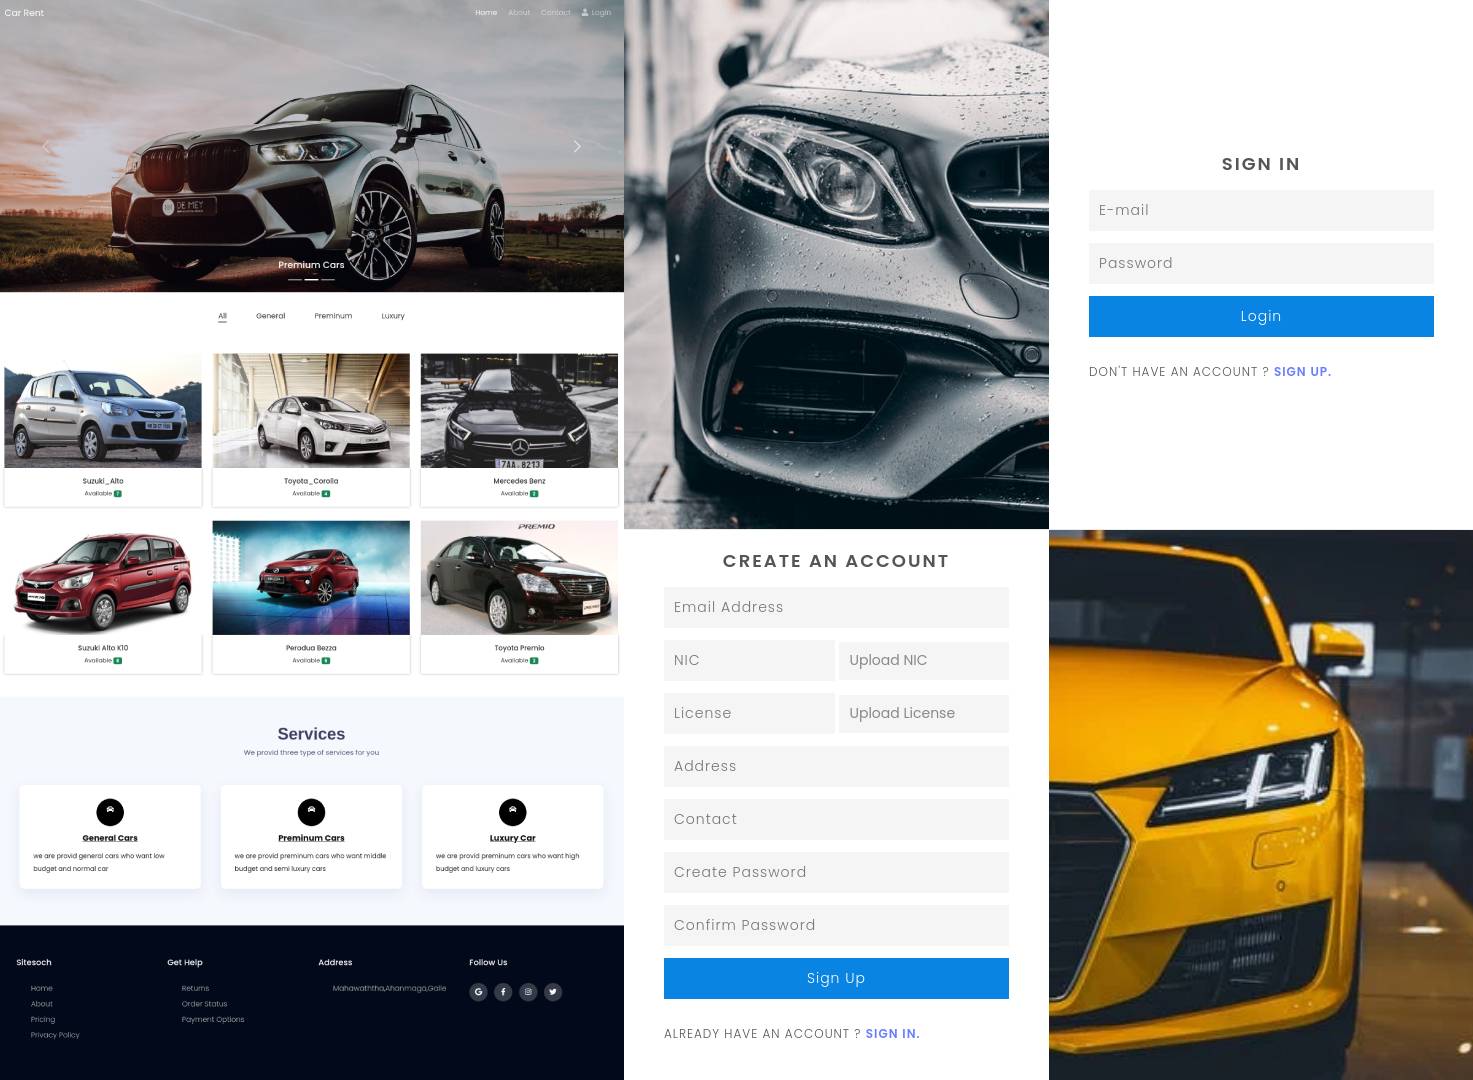 Car Rent
Home About Contact Login
DE MEY
Premium Cars
All General Preminum Luxury
Suzuki_Alto
Available 7
Toyota_Corolla
Available 4
7AA 8213
Mercedes Benz
Available 2
Suzuki Alto K10
Available 8
Perodua Bezza
Available 6
PREMIO
Toyota Premio
Available 3
Services
We provid three type of services for you
General Cars
we are provid general cars who want low
budget and normal car
Preminum Cars
we are provid preminum cars who want middle
budget and semi luxury cars
Luxury Car
we are provid preminum cars who want high
budget and luxury cars
Sitesoch
Home
About
Pricing
Privacy Policy
Get Help
Returns
Order Status
Payment Options
Address
Mahawaththa,Ahanmaga,Galle
Follow Us
SIGN IN
E-mail
Password
Login
DON'T HAVE AN ACCOUNT ? SIGN UP.
CREATE AN ACCOUNT
Email Address
NIC Upload NIC
License Upload License
Address
Contact
Create Password
Confirm Password
Sign Up
ALREADY HAVE AN ACCOUNT ? SIGN IN.